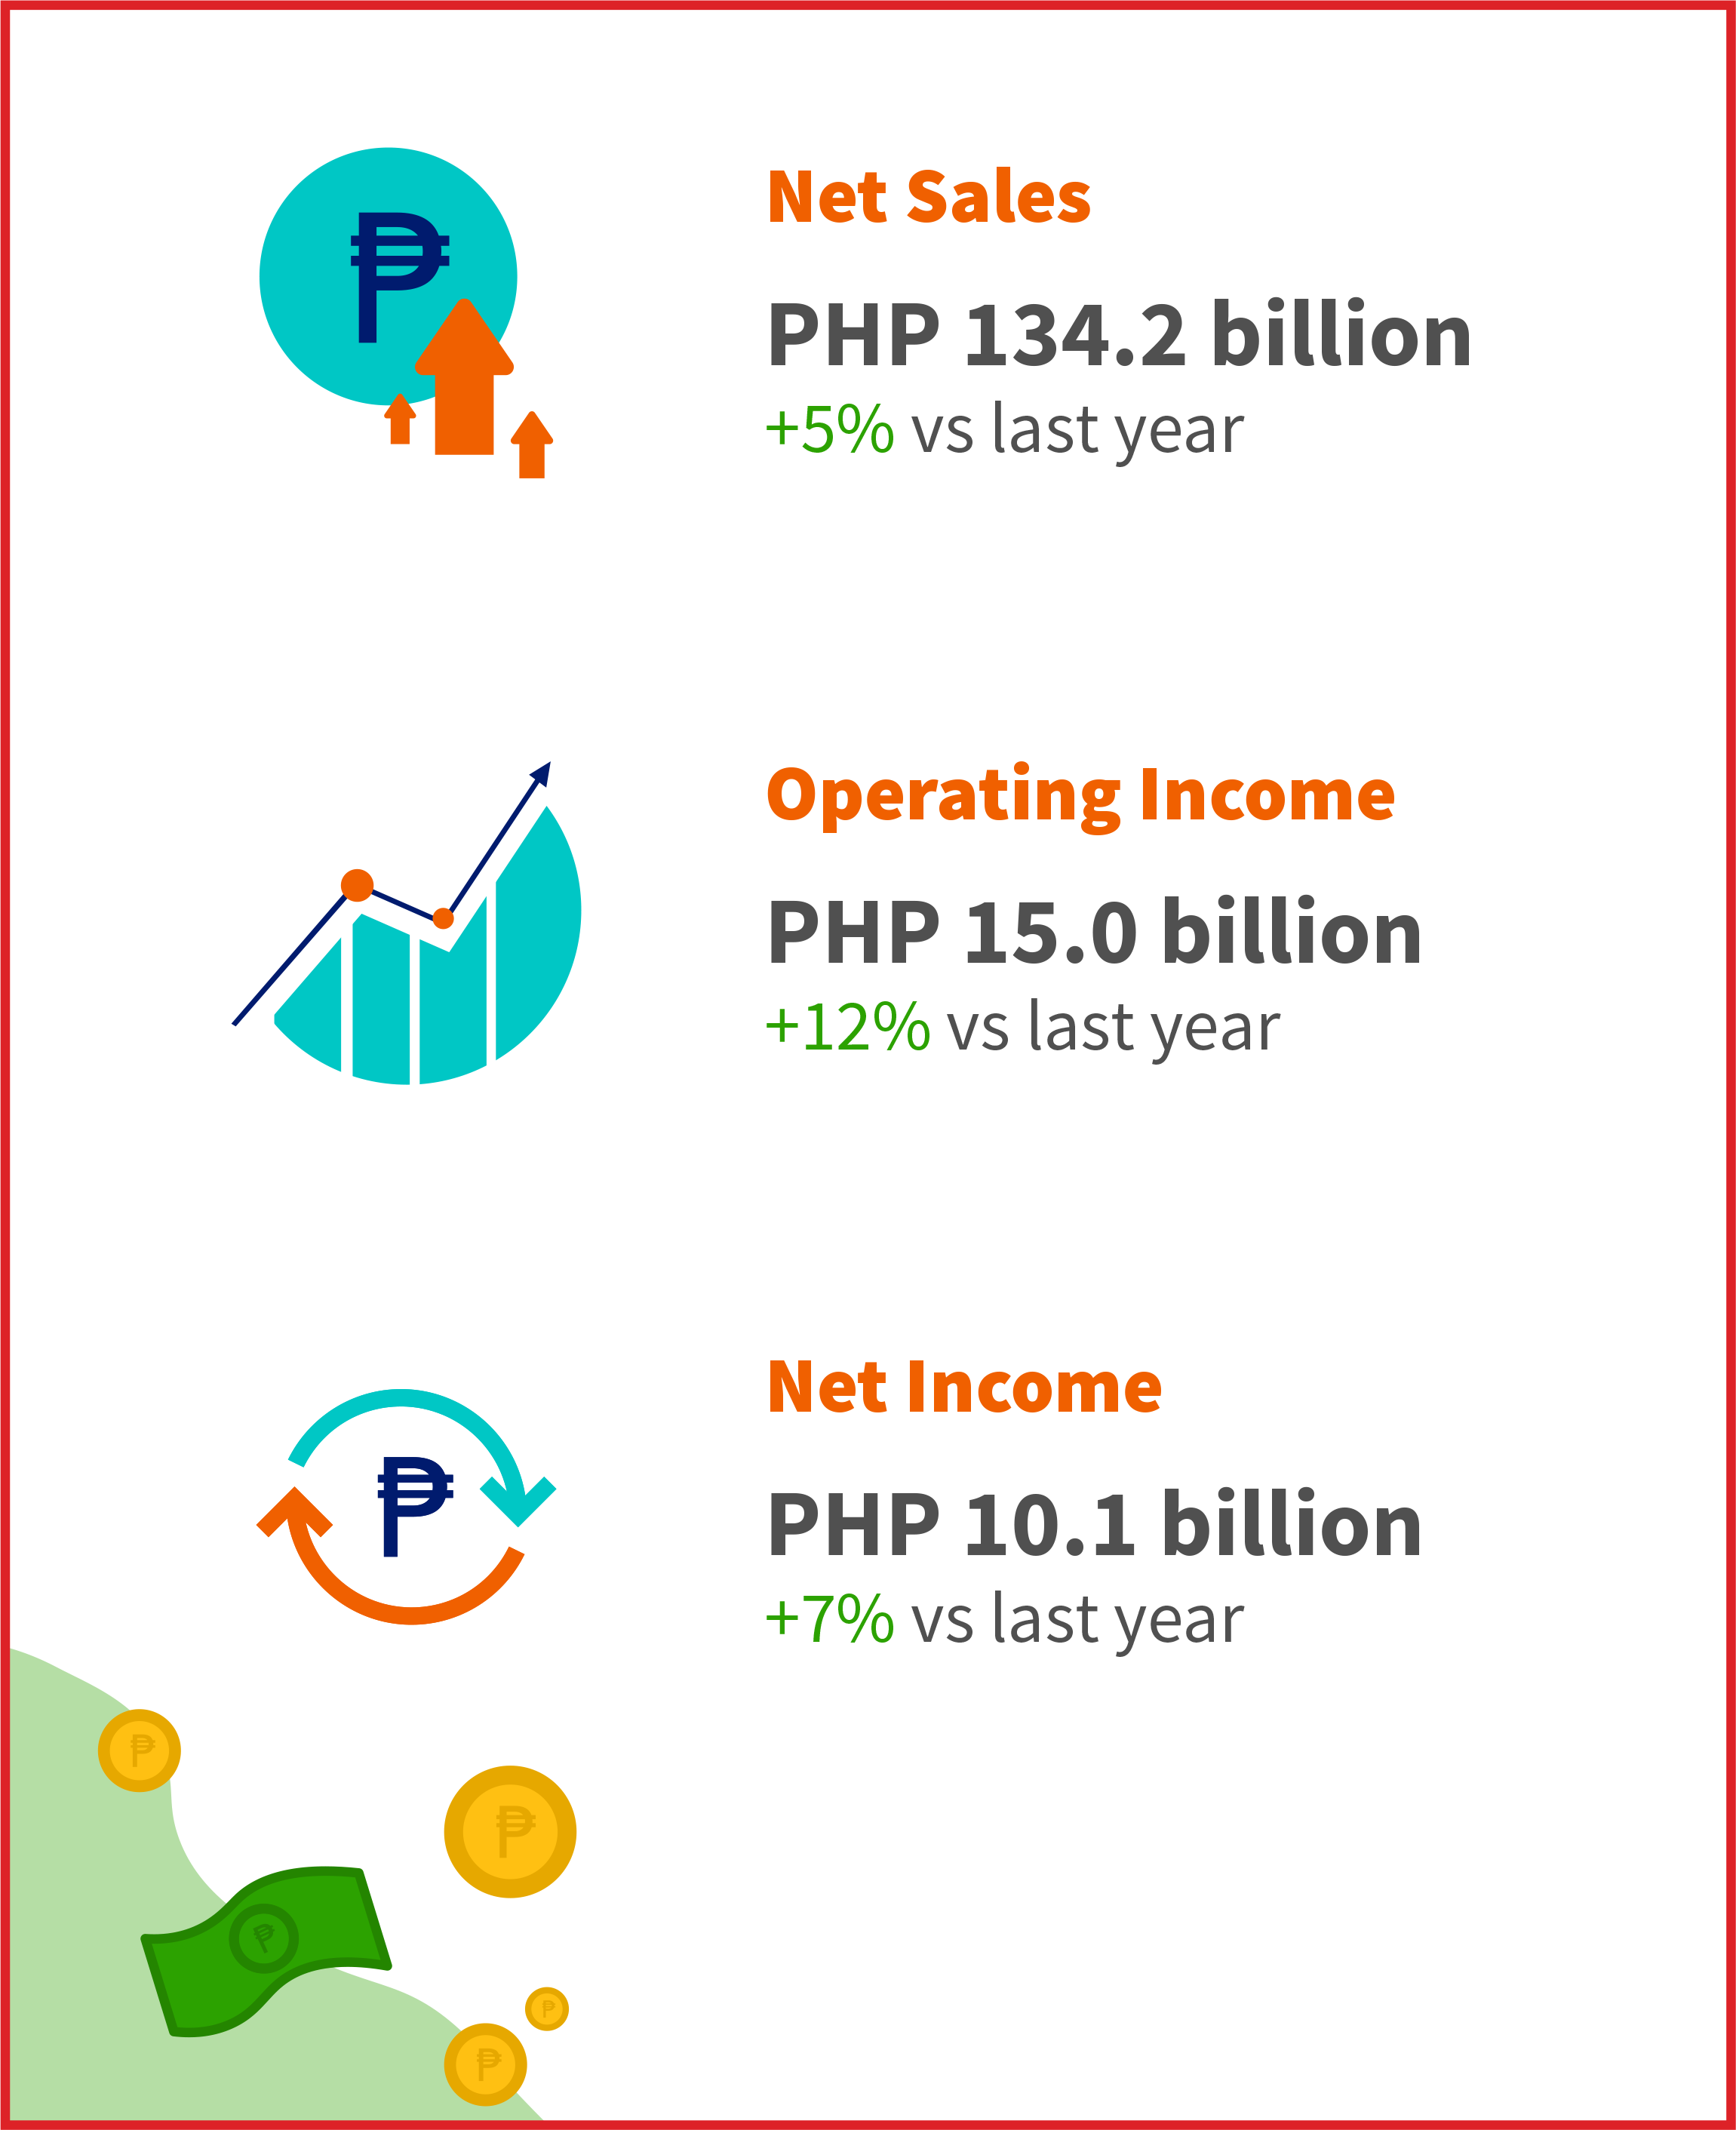 ₱
Net Sales
PHP 134.2 billion
+5% vs last year
Operating Income
PHP 15.0 billion
+12% vs last year
₱
Net Income
PHP 10.1 billion
+7% vs last year
₱
₱
₱
₱
₱